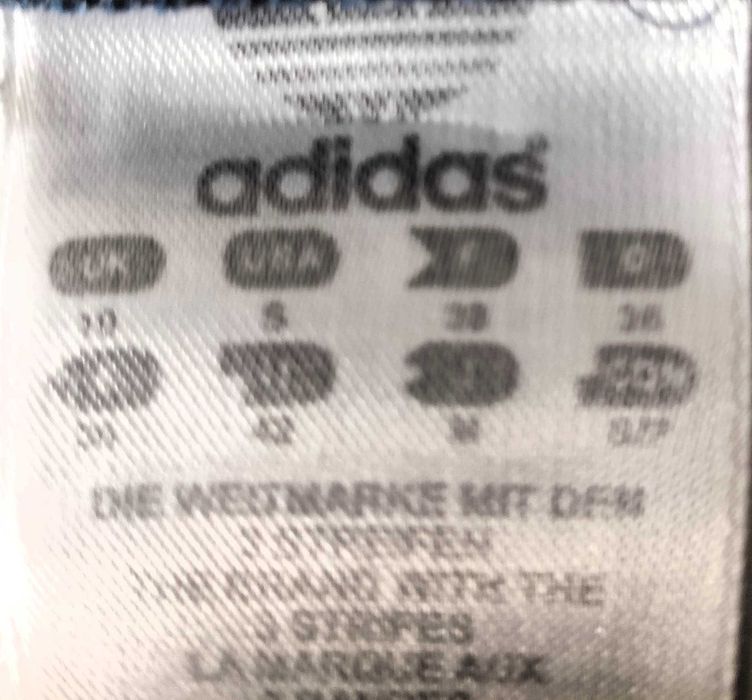 adidas®
UK USA F D
10 S 38 36
42 M S/P
DIE WELTMARKE MIT DEN
3 STREIFEN
THE BRAND WITH THE
3 STRIPES
LA MARQUE AUX